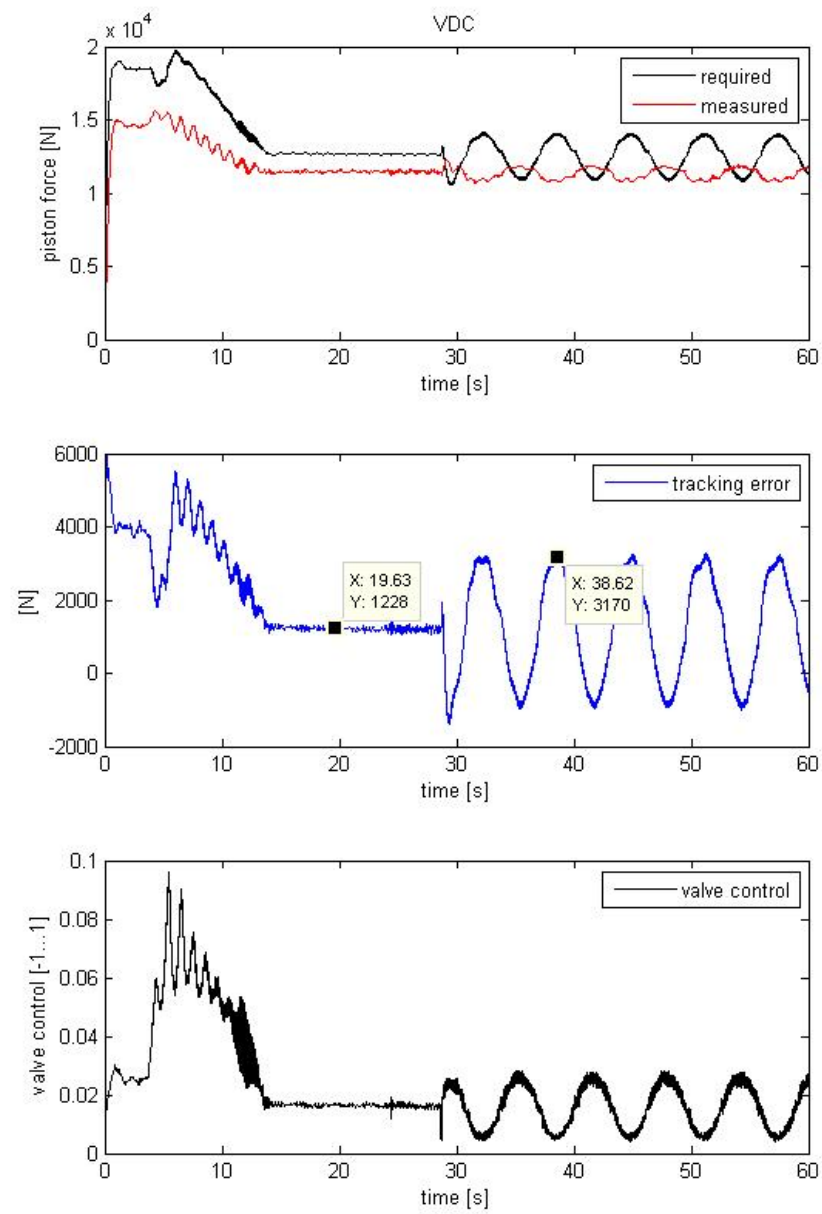 VDC
x 10^4
2
1.5
1
0.5
0
piston force [N]
required
measured
0 10 20 30 40 50 60
time [s]
6000
4000
2000
0
-2000
[N]
tracking error
X: 19.63
Y: 1228
X: 38.62
Y: 3170
0 10 20 30 40 50 60
time [s]
0.1
0.08
0.06
0.04
0.02
0
valve control [-1...1]
valve control
0 10 20 30 40 50 60
time [s]